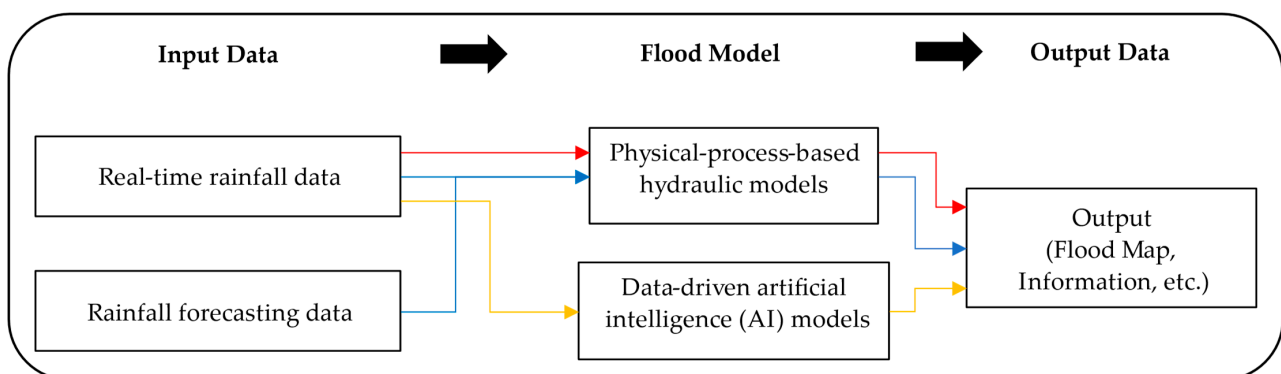 Input Data
Flood Model
Output Data
Real-time rainfall data
Rainfall forecasting data
Physical-process-based
hydraulic models
Data-driven artificial
intelligence (AI) models
Output
(Flood Map,
Information, etc.)